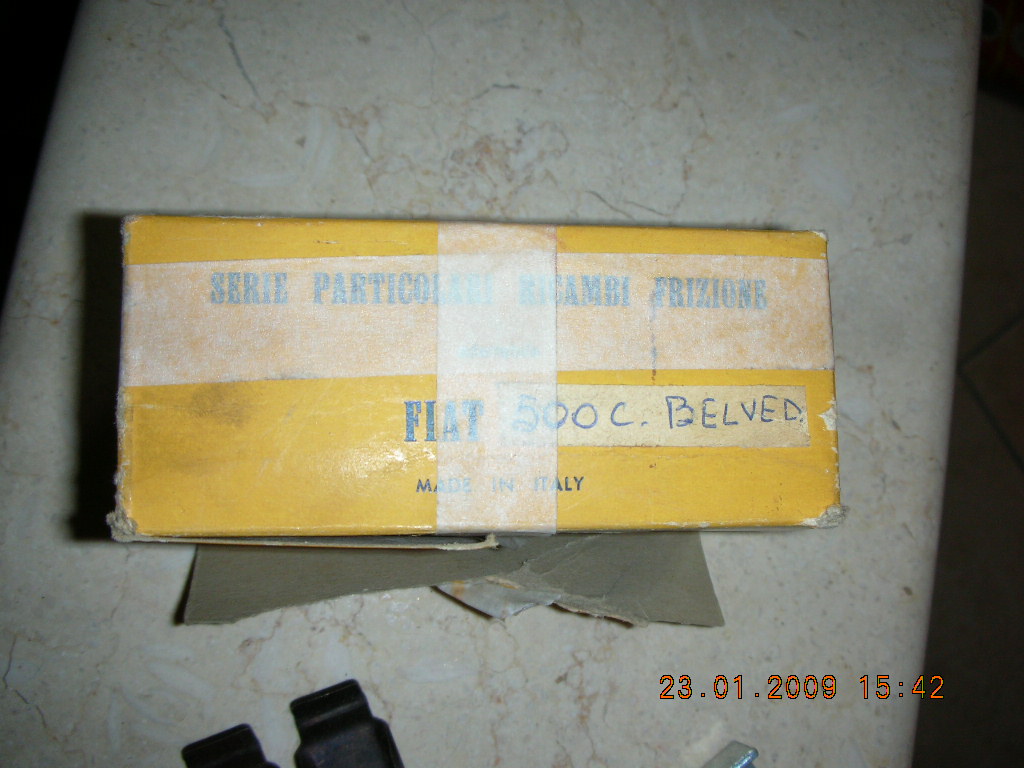 SERIE PARTICOLARI RICAMBI FRIZIONE
FIAT 500 C. BELVED.
MADE IN ITALY
23.01.2009 15:42